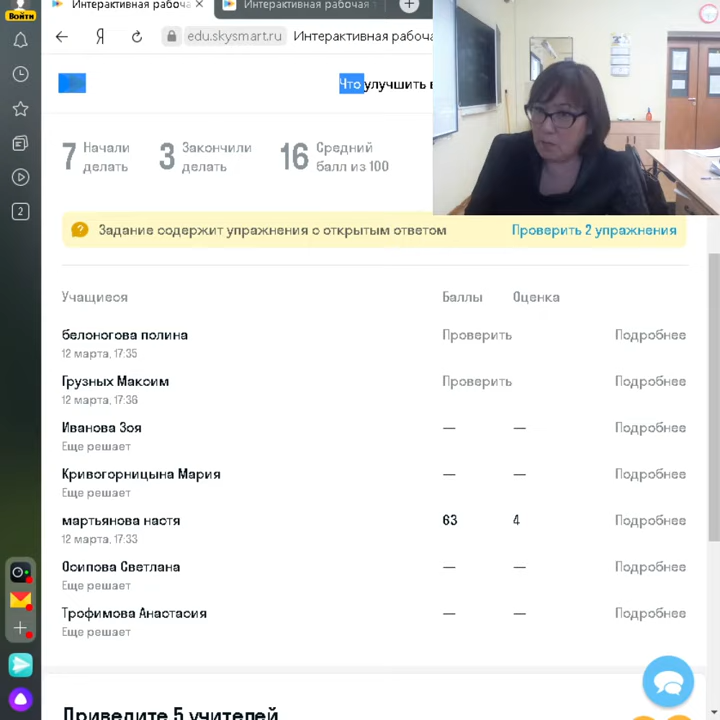 Войти
Интерактивная рабоча
Интерактивная рабочая
Я
edu.skysmart.ru
Интерактивная рабоча
Что улучшить в
7 Начали делать
3 Закончили делать
16 Средний балл из 100
Задание содержит упражнения с открытым ответом
Проверить 2 упражнения
Учащиеся
Баллы
Оценка
белоногова полина
Проверить
Подробнее
12 марта, 17:35
Грузных Максим
Проверить
Подробнее
12 марта, 17:36
Иванова Зоя
—
—
Подробнее
Еще решает
Кривогорницына Мария
—
—
Подробнее
Еще решает
мартьянова настя
63
4
Подробнее
12 марта, 17:33
Осипова Светлана
—
—
Подробнее
Еще решает
Трофимова Анастасия
—
—
Подробнее
Еще решает
2
Приведите 5 учителей